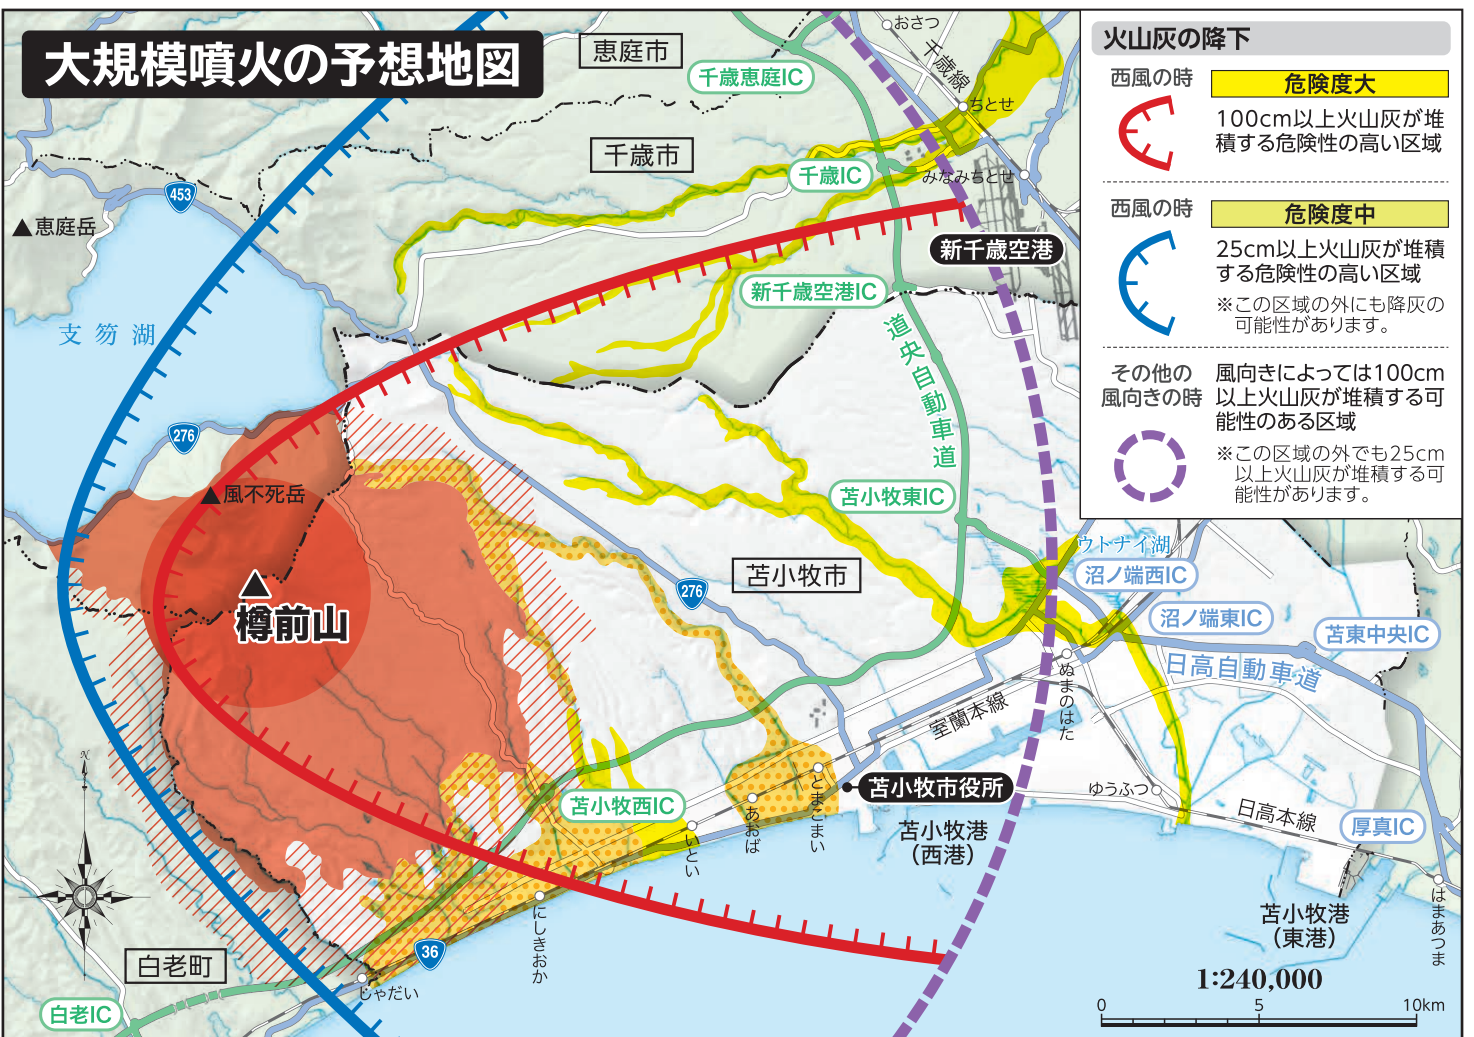 大規模噴火の予想地図
恵庭市
おさつ
千歳線
千歳恵庭IC
ちとせ
千歳市
千歳IC
みなみちとせ
453
恵庭岳
新千歳空港
新千歳空港IC
支笏湖
道央自動車道
276
風不死岳
苫小牧東IC
樽前山
苫小牧市
276
ウトナイ湖
沼ノ端西IC
沼ノ端東IC
苫東中央IC
日高自動車道
ぬまのはた
室蘭本線
苫小牧西IC
とまこまい
苫小牧市役所
あおば
いとい
ゆうふつ
日高本線
厚真IC
苫小牧港
（西港）
はまあつま
苫小牧港
（東港）
にしきおか
36
白老町
しゃだい
白老IC
N
1:240,000
0 5 10km
火山灰の降下
西風の時
危険度大
100cm以上火山灰が堆
積する危険性の高い区域
西風の時
危険度中
25cm以上火山灰が堆積
する危険性の高い区域
※この区域の外にも降灰の
可能性があります。
その他の
風向きの時
風向きによっては100cm
以上火山灰が堆積する可
能性のある区域
※この区域の外でも25cm
以上火山灰が堆積する可
能性があります。